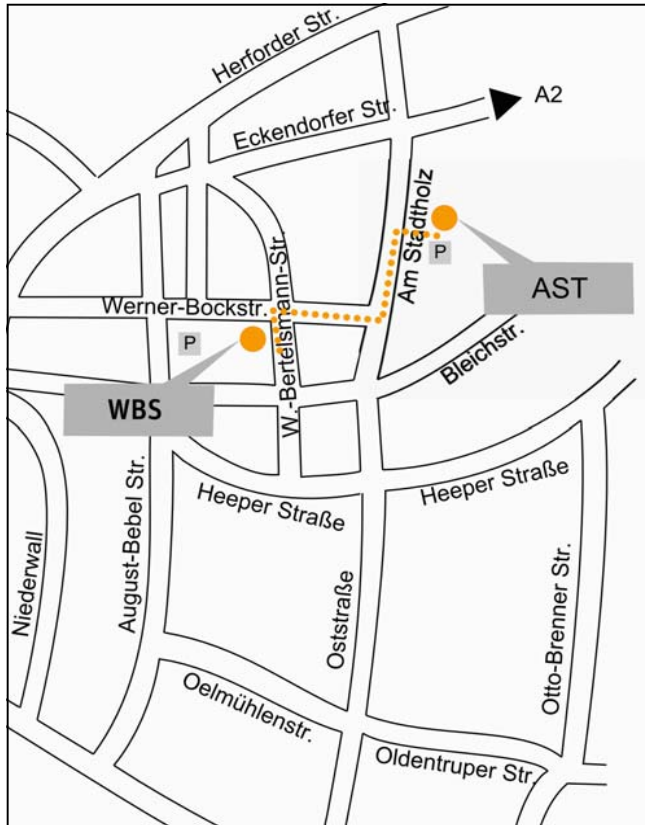 Herforder Str.
A2
Eckendorfer Str.
Am Stadtholz
P
AST
W.-Bertelsmann-Str.
Werner-Bockstr.
P
Bleichstr.
WBS
Heeper Straße
Heeper Straße
August-Bebel Str.
Niederwall
Oststraße
Otto-Brenner Str.
Oelmühlenstr.
Oldentruper Str.